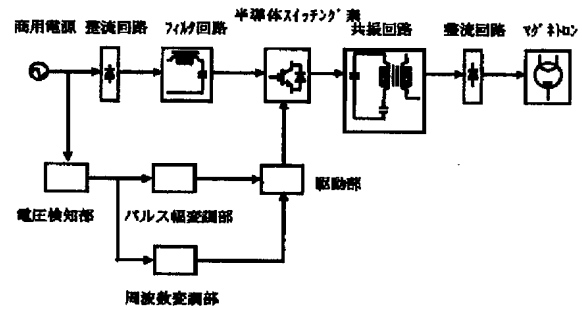 商用電源
整流回路
フィルタ回路
半導体スイッチング素
共振回路
整流回路
マグネトロン
電圧検知部
パルス幅変調部
駆動部
周波数変調部